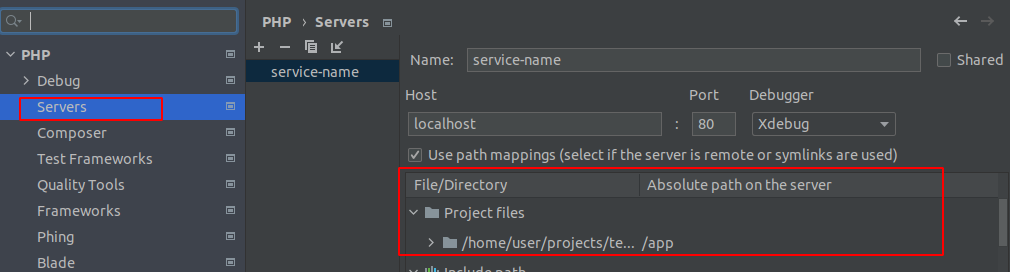 PHP
Debug
Servers
Composer
Test Frameworks
Quality Tools
Frameworks
Phing
Blade
PHP › Servers
service-name
Name: service-name Shared
Host Port Debugger
localhost : 80 Xdebug
Use path mappings (select if the server is remote or symlinks are used)
File/Directory Absolute path on the server
Project files
/home/user/projects/te... /app
Include path